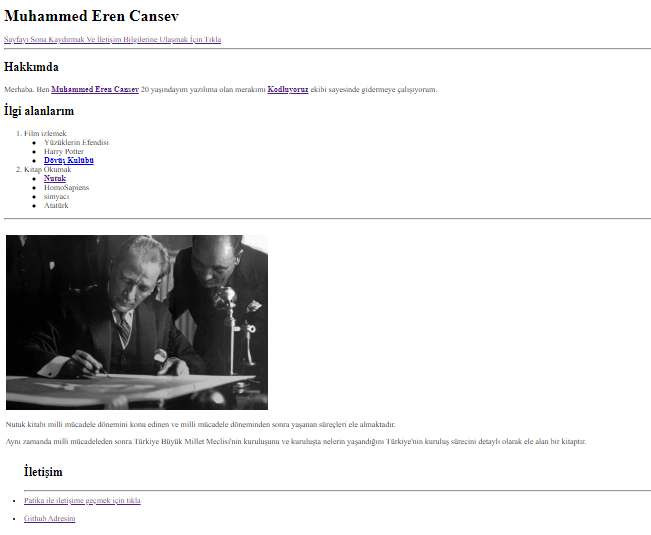 Muhammed Eren Cansev
Sayfayı Sona Kaydırmak Ve İletişim Bilgilerine Ulaşmak İçin Tıkla
Hakkımda
Merhaba. Ben Muhammed Eren Cansev 20 yaşındayım yazılıma olan merakımı Kodluyoruz ekibi sayesinde gidermeye çalışıyorum.
İlgi alanlarım
1. Film izlemek
Yüzüklerin Efendisi
Harry Potter
Dövüş Kulübü
2. Kitap Okumak
Nutuk
HomoSapiens
simyacı
Atatürk
Nutuk kitabı milli mücadele dönemini konu edinen ve milli mücadele döneminden sonra yaşanan süreçleri ele almaktadır.
Aynı zamanda milli mücadeleden sonra Türkiye Büyük Millet Meclisi'nin kuruluşunu ve kuruluşta nelerin yaşandığını Türkiye'nin kuruluş sürecini detaylı olarak ele alan bir kitaptır.
İletişim
Patika ile iletişime geçmek için tıkla
Github Adresim